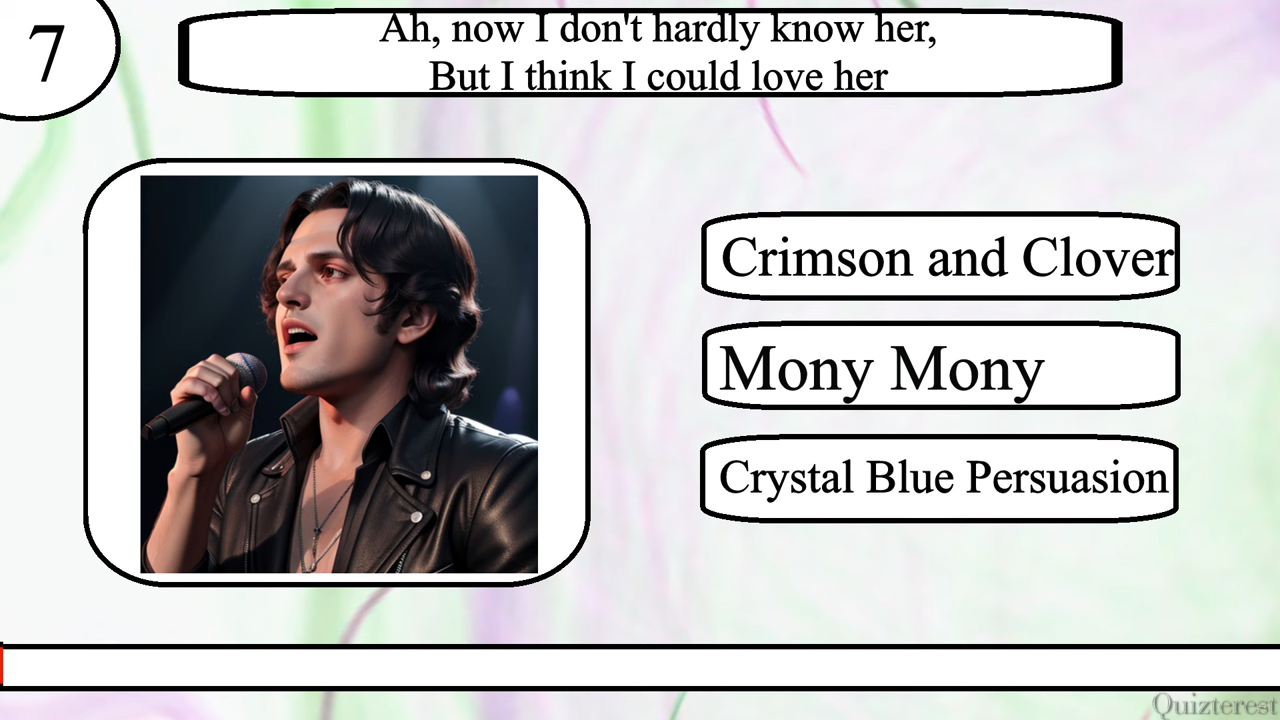 7
Ah, now I don't hardly know her,
But I think I could love her
Crimson and Clover
Mony Mony
Crystal Blue Persuasion
Quizterest